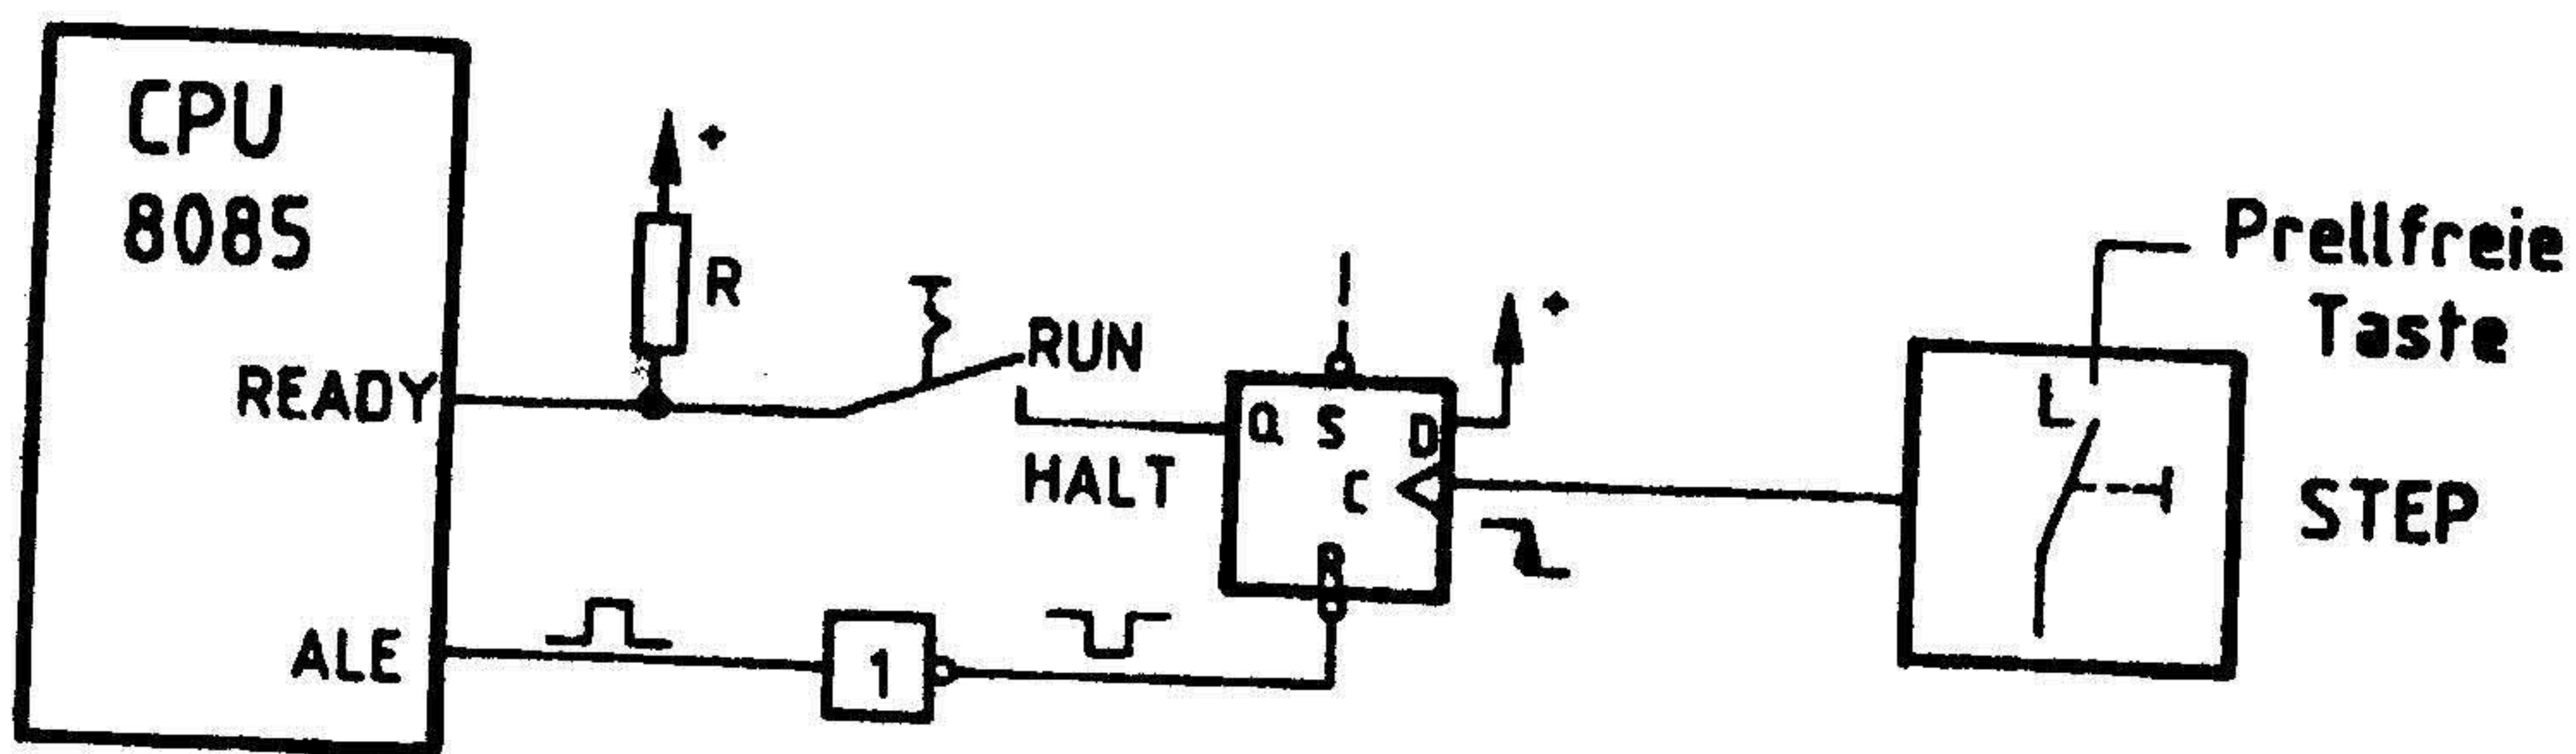 CPU
8085
+
R
READY
RUN
HALT
Q S D
C
R
+
ALE
1
Prellfreie
Taste
STEP